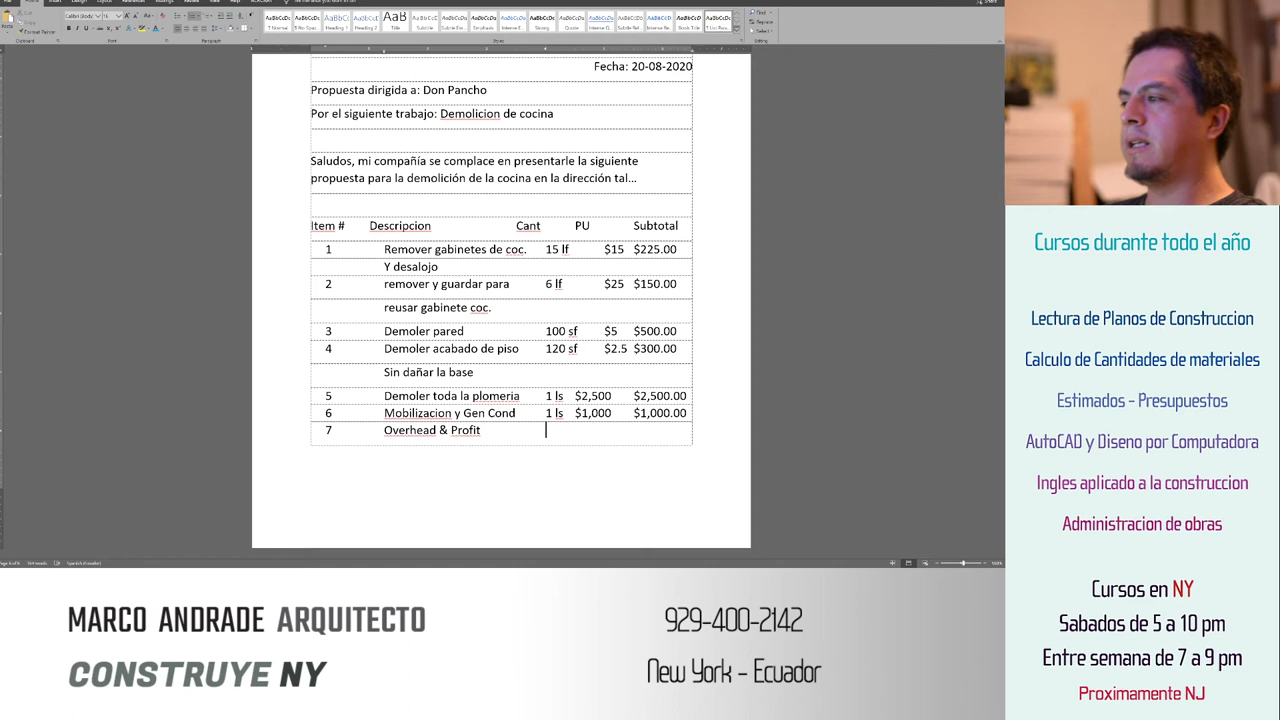 Fecha: 20-08-2020
Propuesta dirigida a: Don Pancho
Por el siguiente trabajo: Demolicion de cocina
Saludos, mi compañía se complace en presentarle la siguiente
propuesta para la demolición de la cocina en la dirección tal...
Item # Descripcion Cant PU Subtotal
1 Remover gabinetes de coc. 15 lf $15 $225.00
Y desalojo
2 remover y guardar para 6 lf $25 $150.00
reusar gabinete coc.
3 Demoler pared 100 sf $5 $500.00
4 Demoler acabado de piso 120 sf $2.5 $300.00
Sin dañar la base
5 Demoler toda la plomeria 1 ls $2,500 $2,500.00
6 Mobilizacion y Gen Cond 1 ls $1,000 $1,000.00
7 Overhead & Profit
Cursos durante todo el año
Lectura de Planos de Construccion
Calculo de Cantidades de materiales
Estimados - Presupuestos
AutoCAD y Diseno por Computadora
Ingles aplicado a la construccion
Administracion de obras
Cursos en NY
Sabados de 5 a 10 pm
Entre semana de 7 a 9 pm
Proximamente NJ
MARCO ANDRADE ARQUITECTO
CONSTRUYE NY
929-400-2142
New York - Ecuador